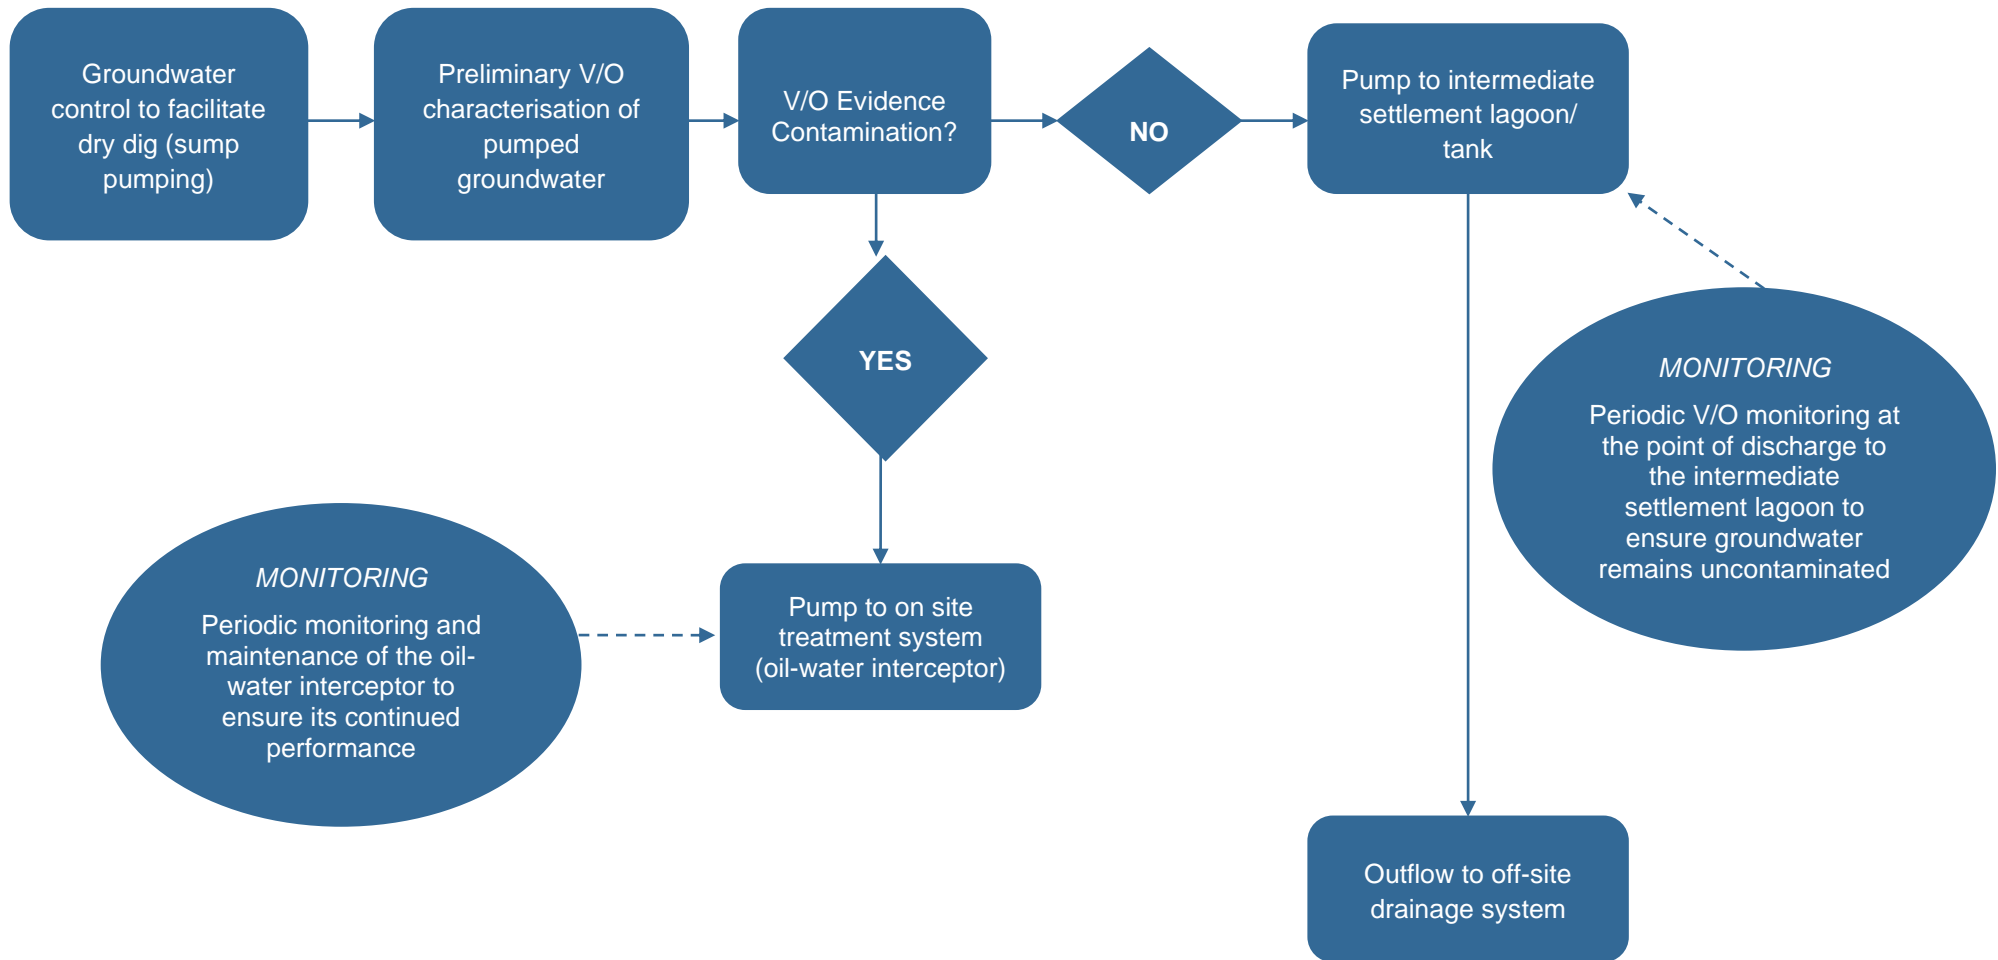 Groundwater
control to facilitate
dry dig (sump
pumping)
Preliminary V/O
characterisation of
pumped
groundwater
V/O Evidence
Contamination?
NO
Pump to intermediate
settlement lagoon/
tank
YES
MONITORING
Periodic V/O monitoring at
the point of discharge to
the intermediate
settlement lagoon to
ensure groundwater
remains uncontaminated
MONITORING
Periodic monitoring and
maintenance of the oil-
water interceptor to
ensure its continued
performance
Pump to on site
treatment system
(oil-water interceptor)
Outflow to off-site
drainage system